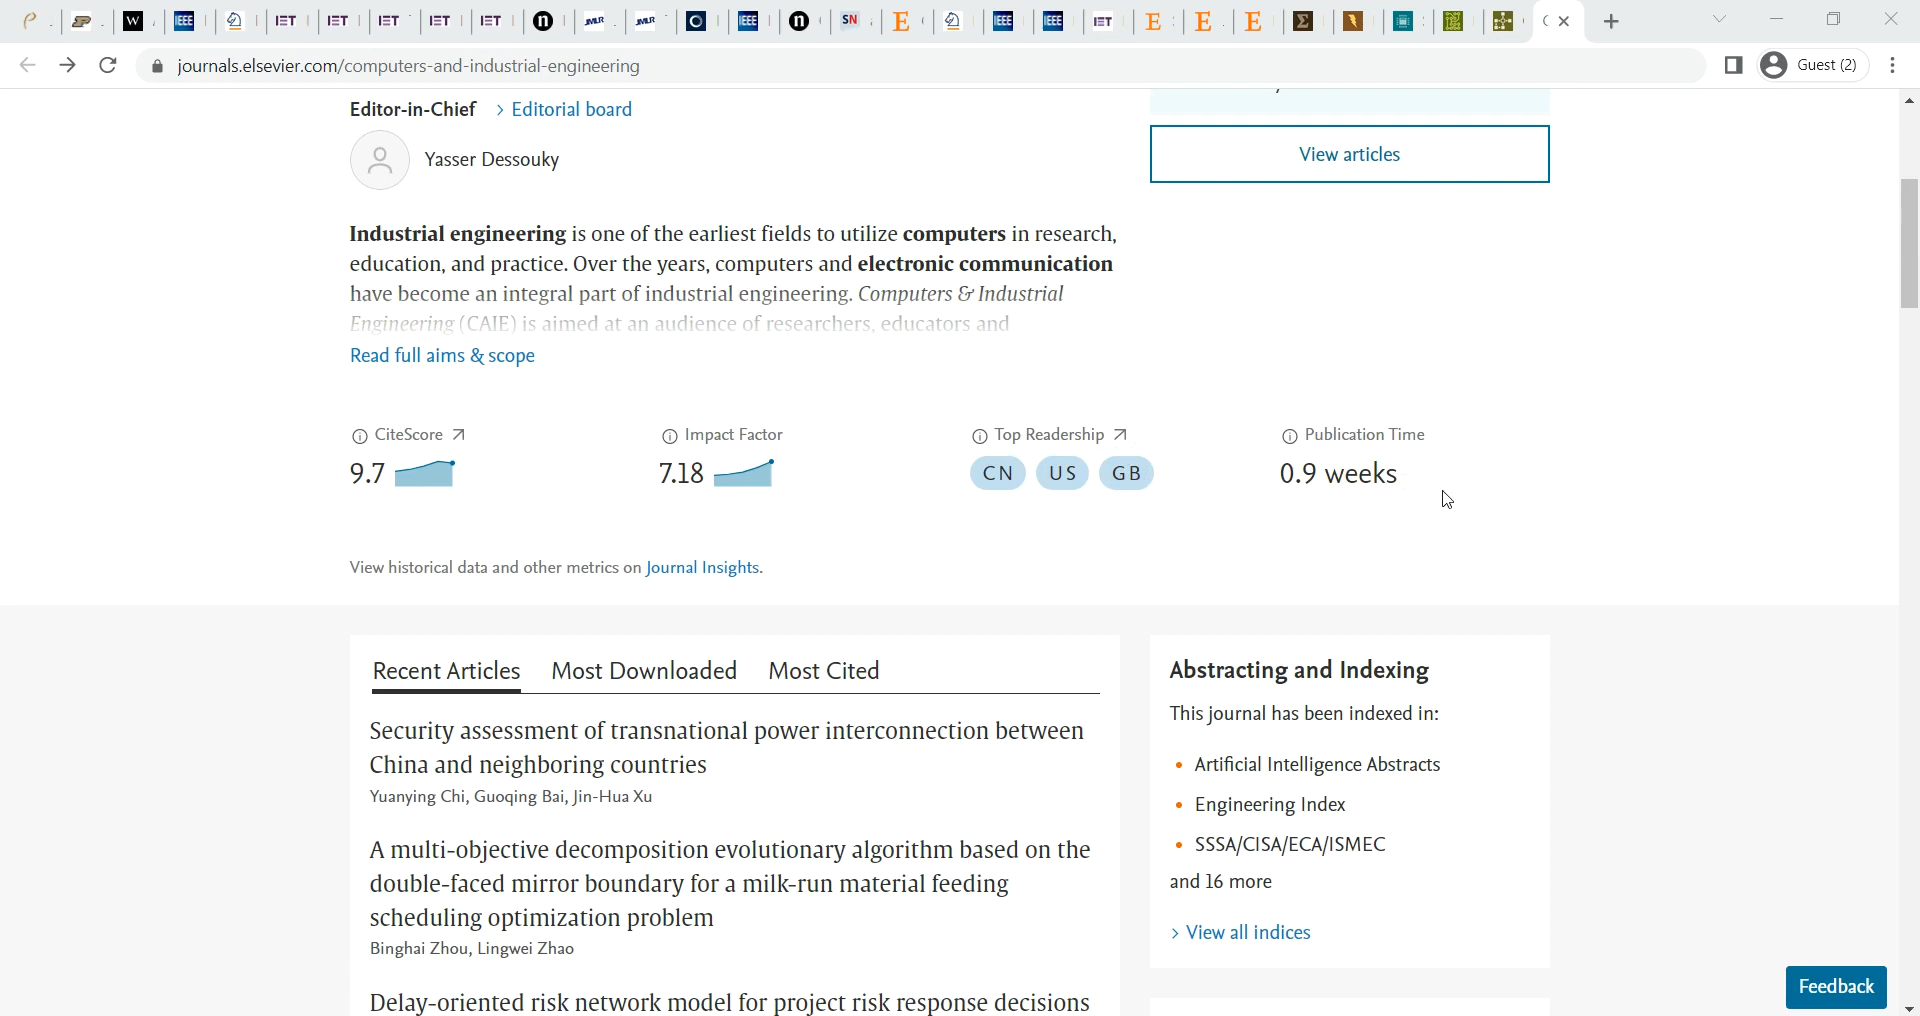 journals.elsevier.com/computers-and-industrial-engineering
Guest (2)
Editor-in-Chief > Editorial board
Yasser Dessouky
View articles
Industrial engineering is one of the earliest fields to utilize computers in research,
education, and practice. Over the years, computers and electronic communication
have become an integral part of industrial engineering. Computers & Industrial
Engineering (CAIE) is aimed at an audience of researchers, educators and
Read full aims & scope
CiteScore
9.7
Impact Factor
7.18
Top Readership
CN US GB
Publication Time
0.9 weeks
View historical data and other metrics on Journal Insights.
Recent Articles Most Downloaded Most Cited
Security assessment of transnational power interconnection between
China and neighboring countries
Yuanying Chi, Guoqing Bai, Jin-Hua Xu
A multi-objective decomposition evolutionary algorithm based on the
double-faced mirror boundary for a milk-run material feeding
scheduling optimization problem
Binghai Zhou, Lingwei Zhao
Delay-oriented risk network model for project risk response decisions
Abstracting and Indexing
This journal has been indexed in:
• Artificial Intelligence Abstracts
• Engineering Index
• SSSA/CISA/ECA/ISMEC
and 16 more
> View all indices
Feedback